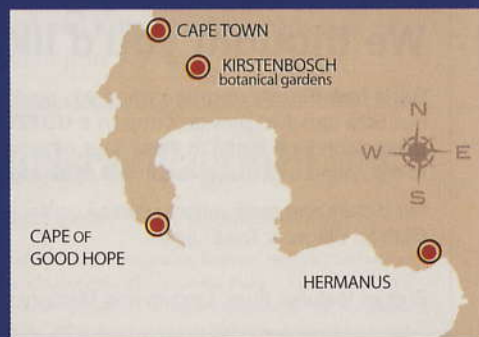 CAPE TOWN
KIRSTENBOSCH
botanical gardens
N
W E
S
CAPE OF
GOOD HOPE
HERMANUS